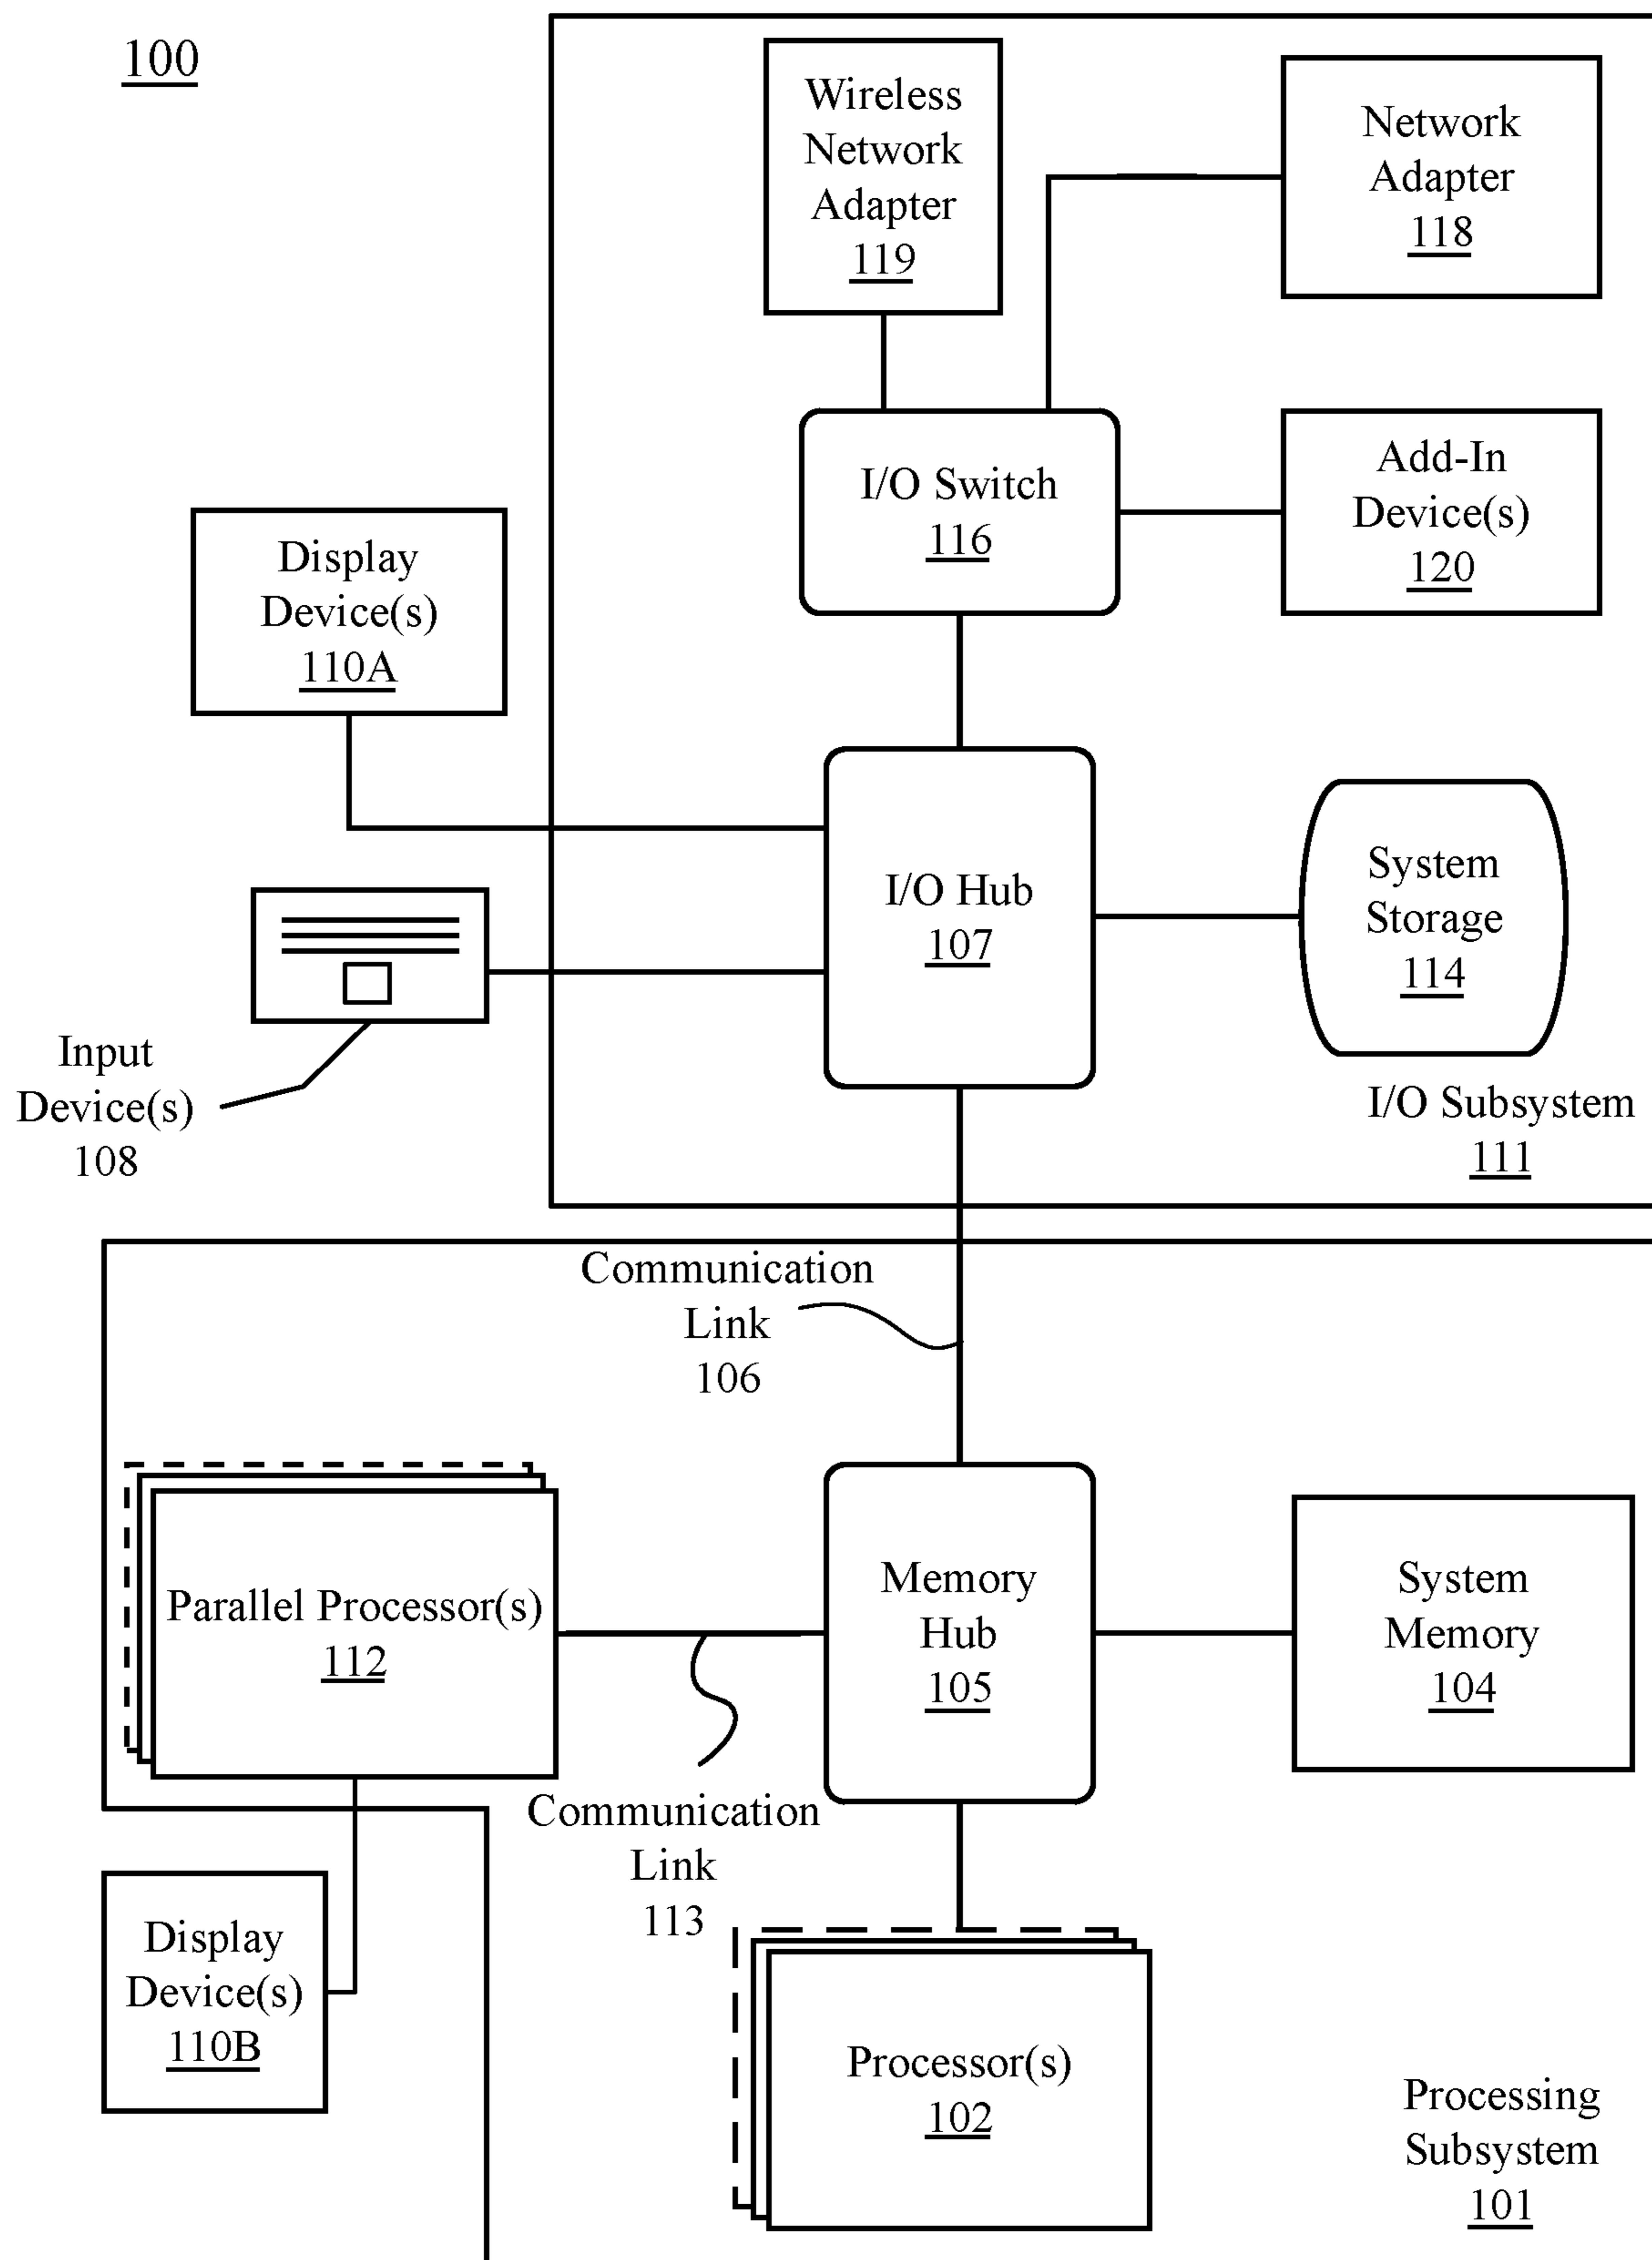 100
Wireless
Network
Adapter
119
Network
Adapter
118
I/O Switch
116
Add-In
Device(s)
120
Display
Device(s)
110A
I/O Hub
107
System
Storage
114
Input
Device(s)
108
I/O Subsystem
111
Communication
Link
106
Parallel Processor(s)
112
Memory
Hub
105
System
Memory
104
Communication
Link
113
Display
Device(s)
110B
Processor(s)
102
Processing
Subsystem
101